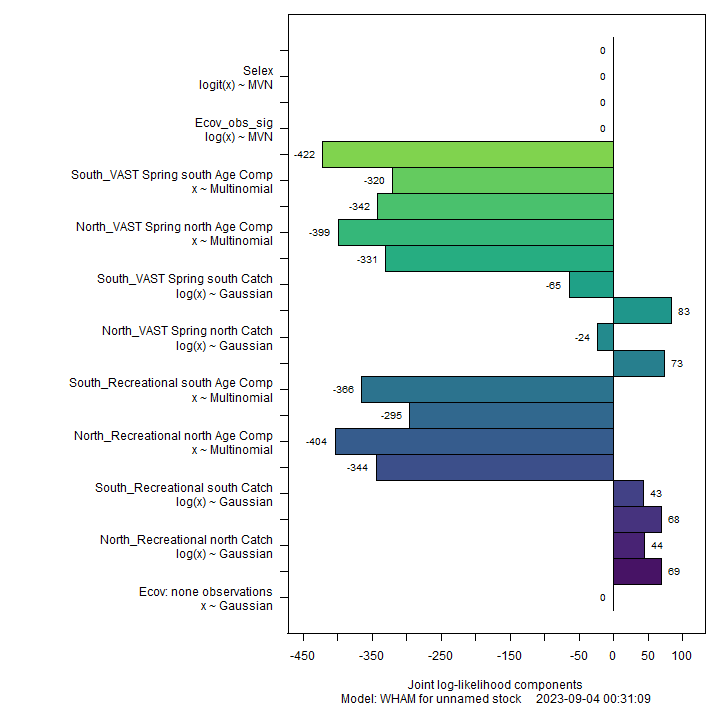 0
Selex
logit(x) ~ MVN
0
0
Ecov_obs_sig
log(x) ~ MVN
0
-422
South_VAST Spring south Age Comp
x ~ Multinomial
-320
-342
North_VAST Spring north Age Comp
x ~ Multinomial
-399
-331
South_VAST Spring south Catch
log(x) ~ Gaussian
-65
83
North_VAST Spring north Catch
log(x) ~ Gaussian
-24
73
South_Recreational south Age Comp
x ~ Multinomial
-366
-295
North_Recreational north Age Comp
x ~ Multinomial
-404
-344
South_Recreational south Catch
log(x) ~ Gaussian
43
68
North_Recreational north Catch
log(x) ~ Gaussian
44
69
Ecov: none observations
x ~ Gaussian
0
-450 -350 -250 -150 -50 0 50 100
Joint log-likelihood components
Model: WHAM for unnamed stock 2023-09-04 00:31:09